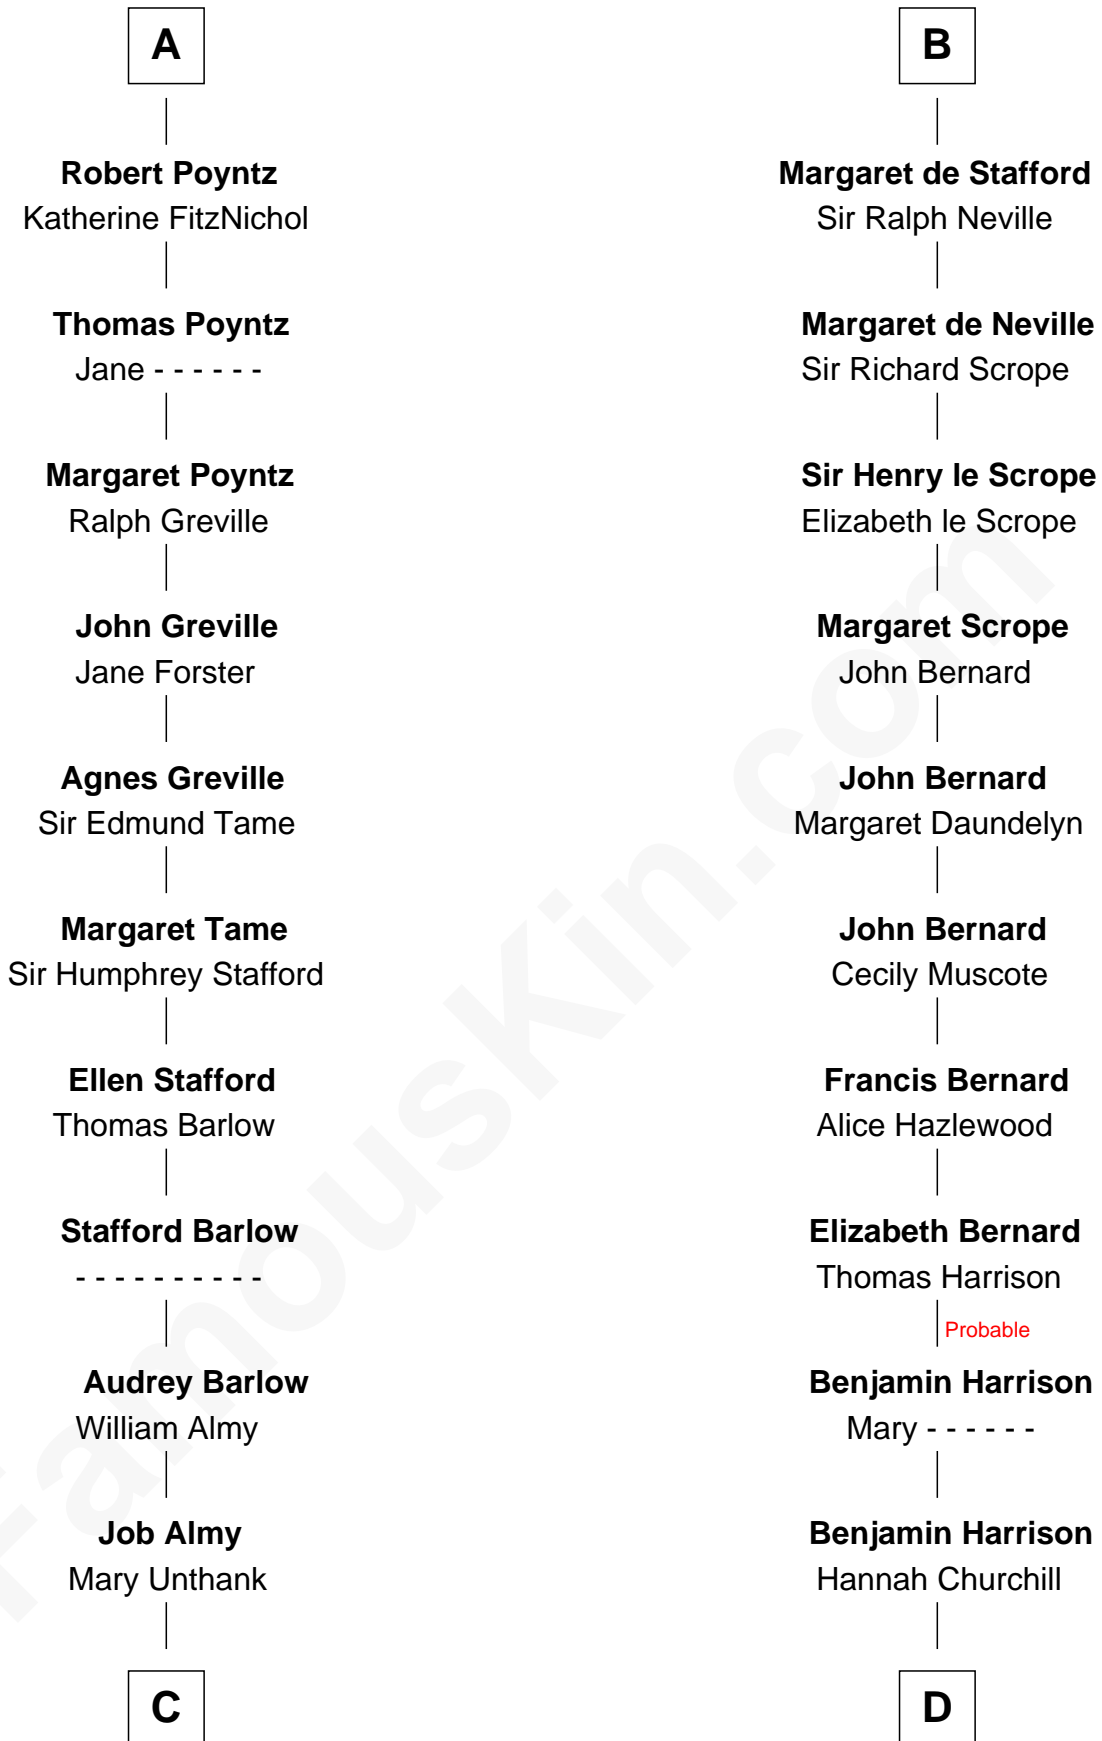 A
Robert Poyntz
Katherine FitzNichol
Thomas Poyntz
Jane - - - - - -
Margaret Poyntz
Ralph Greville
John Greville
Jane Forster
Agnes Greville
Sir Edmund Tame
Margaret Tame
Sir Humphrey Stafford
Ellen Stafford
Thomas Barlow
Stafford Barlow
- - - - - - - - - -
Audrey Barlow
William Almy
Job Almy
Mary Unthank
C
B
Margaret de Stafford
Sir Ralph Neville
Margaret de Neville
Sir Richard Scrope
Sir Henry le Scrope
Elizabeth le Scrope
Margaret Scrope
John Bernard
John Bernard
Margaret Daundelyn
John Bernard
Cecily Muscote
Francis Bernard
Alice Hazlewood
Elizabeth Bernard
Thomas Harrison
Probable
Benjamin Harrison
Mary - - - - - -
Benjamin Harrison
Hannah Churchill
D
FamousKin.com